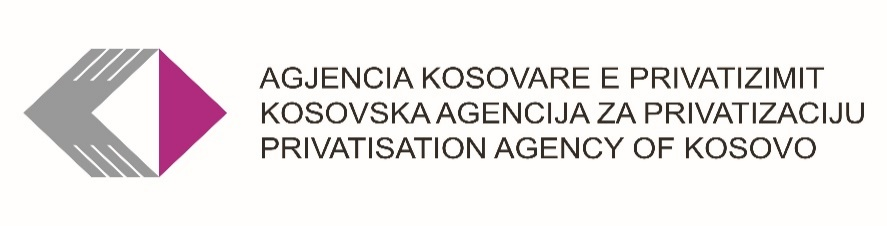 AGJENCIA KOSOVARE E PRIVATIZIMIT
KOSOVSKA AGENCIJA ZA PRIVATIZACIJU
PRIVATISATION AGENCY OF KOSOVO